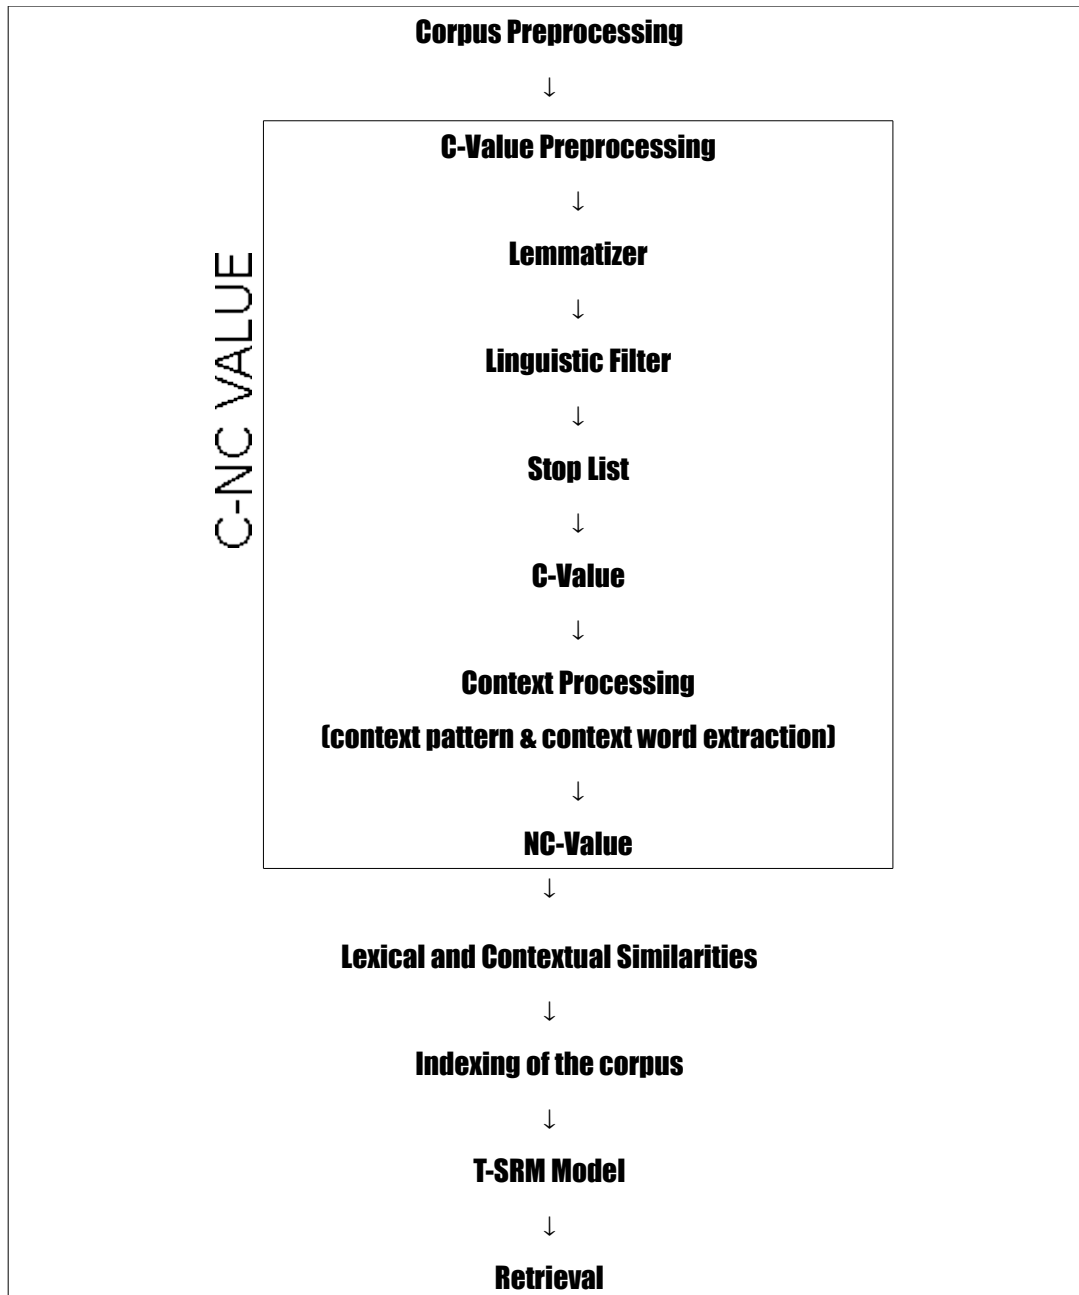 Corpus Preprocessing
↓
C-Value Preprocessing
↓
Lemmatizer
↓
Linguistic Filter
↓
Stop List
↓
C-Value
↓
Context Processing
(context pattern & context word extraction)
↓
NC-Value
C-NC VALUE
↓
Lexical and Contextual Similarities
↓
Indexing of the corpus
↓
T-SRM Model
↓
Retrieval